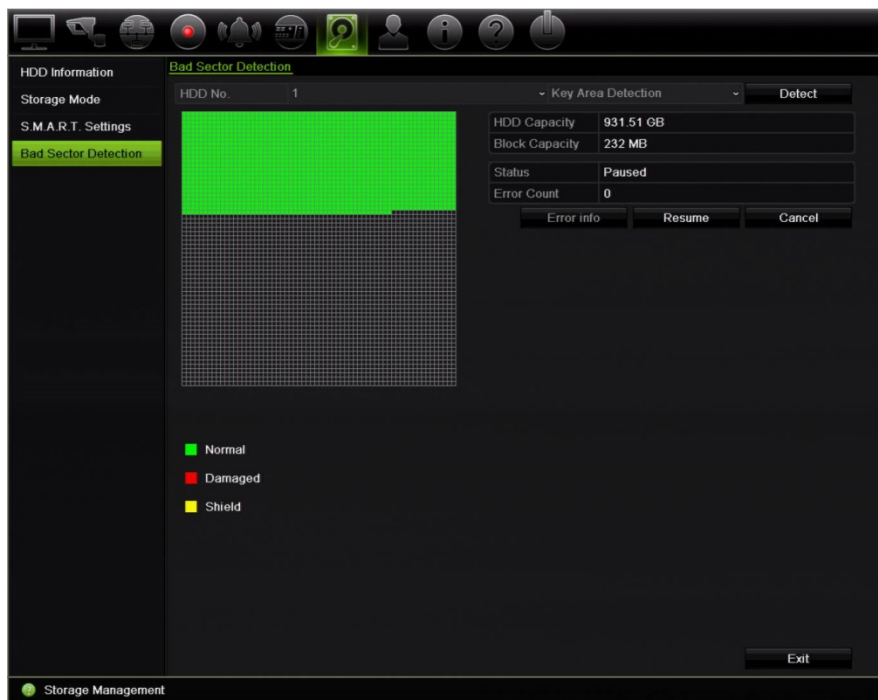 HDD Information
Storage Mode
S.M.A.R.T. Settings
Bad Sector Detection
Bad Sector Detection
HDD No. 1 Key Area Detection Detect
HDD Capacity 931.51 GB
Block Capacity 232 MB
Status Paused
Error Count 0
Error info Resume Cancel
Normal
Damaged
Shield
Exit
Storage Management